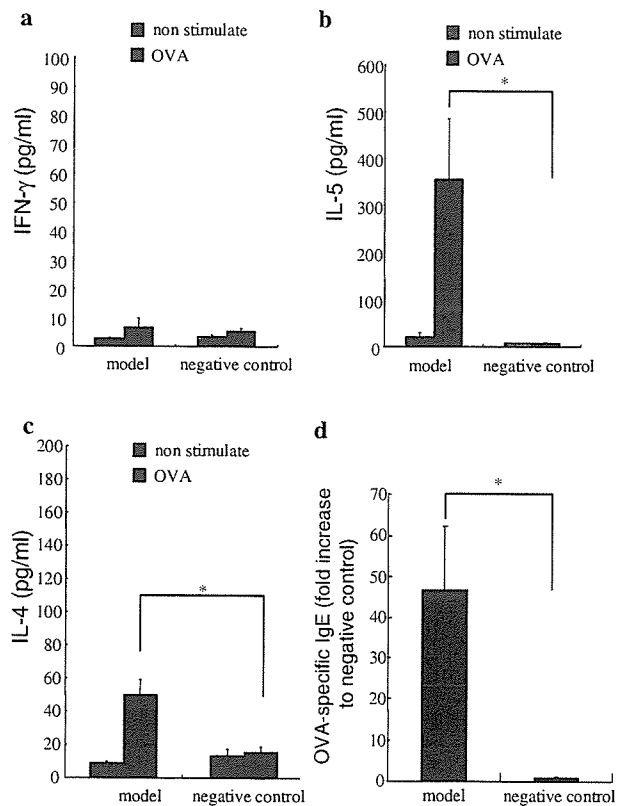 a
non stimulate
OVA
100
90
80
70
60
50
40
30
20
10
0
IFN-γ (pg/ml)
model negative control
b
non stimulate
OVA
600
500
400
300
200
100
0
IL-5 (pg/ml)
*
model negative control
c
non stimulate
OVA
200
180
160
140
120
100
80
60
40
20
0
IL-4 (pg/ml)
*
model negative control
d
70
60
50
40
30
20
10
0
OVA-specific IgE (fold increase
to negative control)
*
model negative control